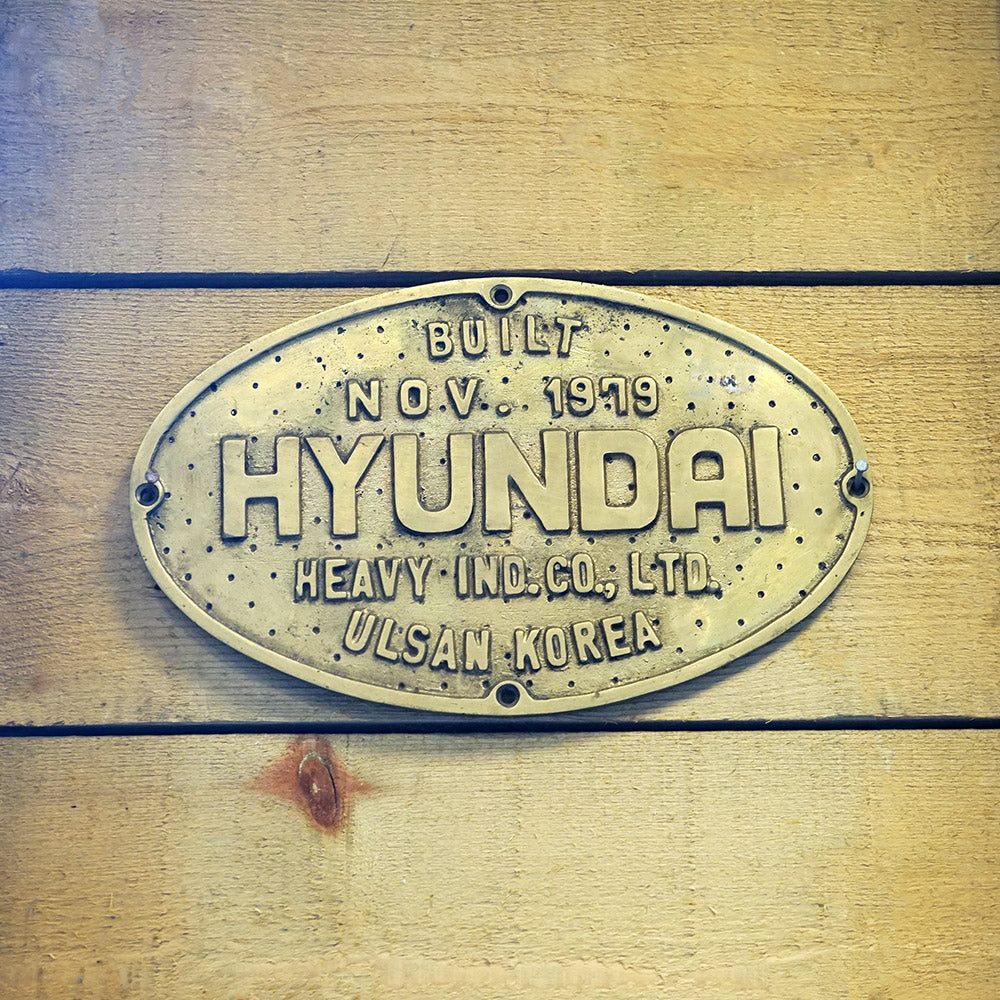 BUILT
NOV. 1979
HYUNDAI
HEAVY IND. CO., LTD.
ULSAN KOREA